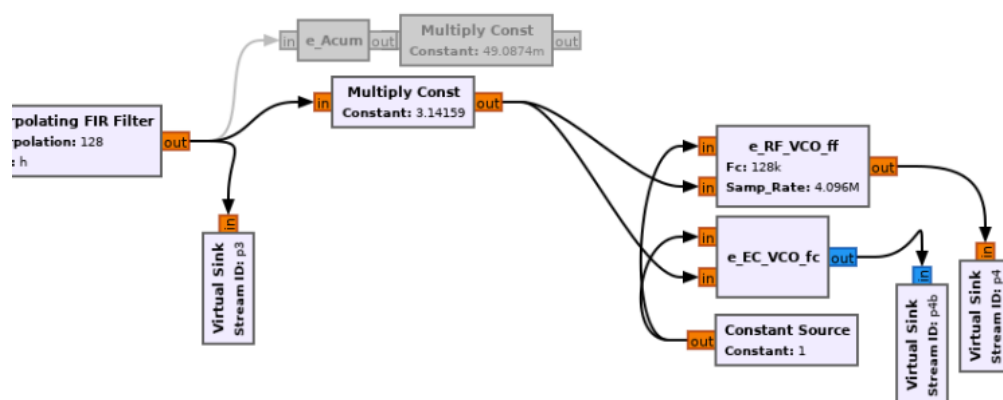 in
e_Acum
out
Multiply Const
Constant: 49.0874m
out
in
Multiply Const
Constant: 3.14159
out
rpolating FIR Filter
rpolation: 128
: h
out
in
Virtual Sink
Stream ID: p3
in
in
e_RF_VCO_ff
Fc: 128k
Samp_Rate: 4.096M
out
in
in
e_EC_VCO_fc
out
out
Constant Source
Constant: 1
in
Virtual Sink
Stream ID: p4b
in
Virtual Sink
Stream ID: p4